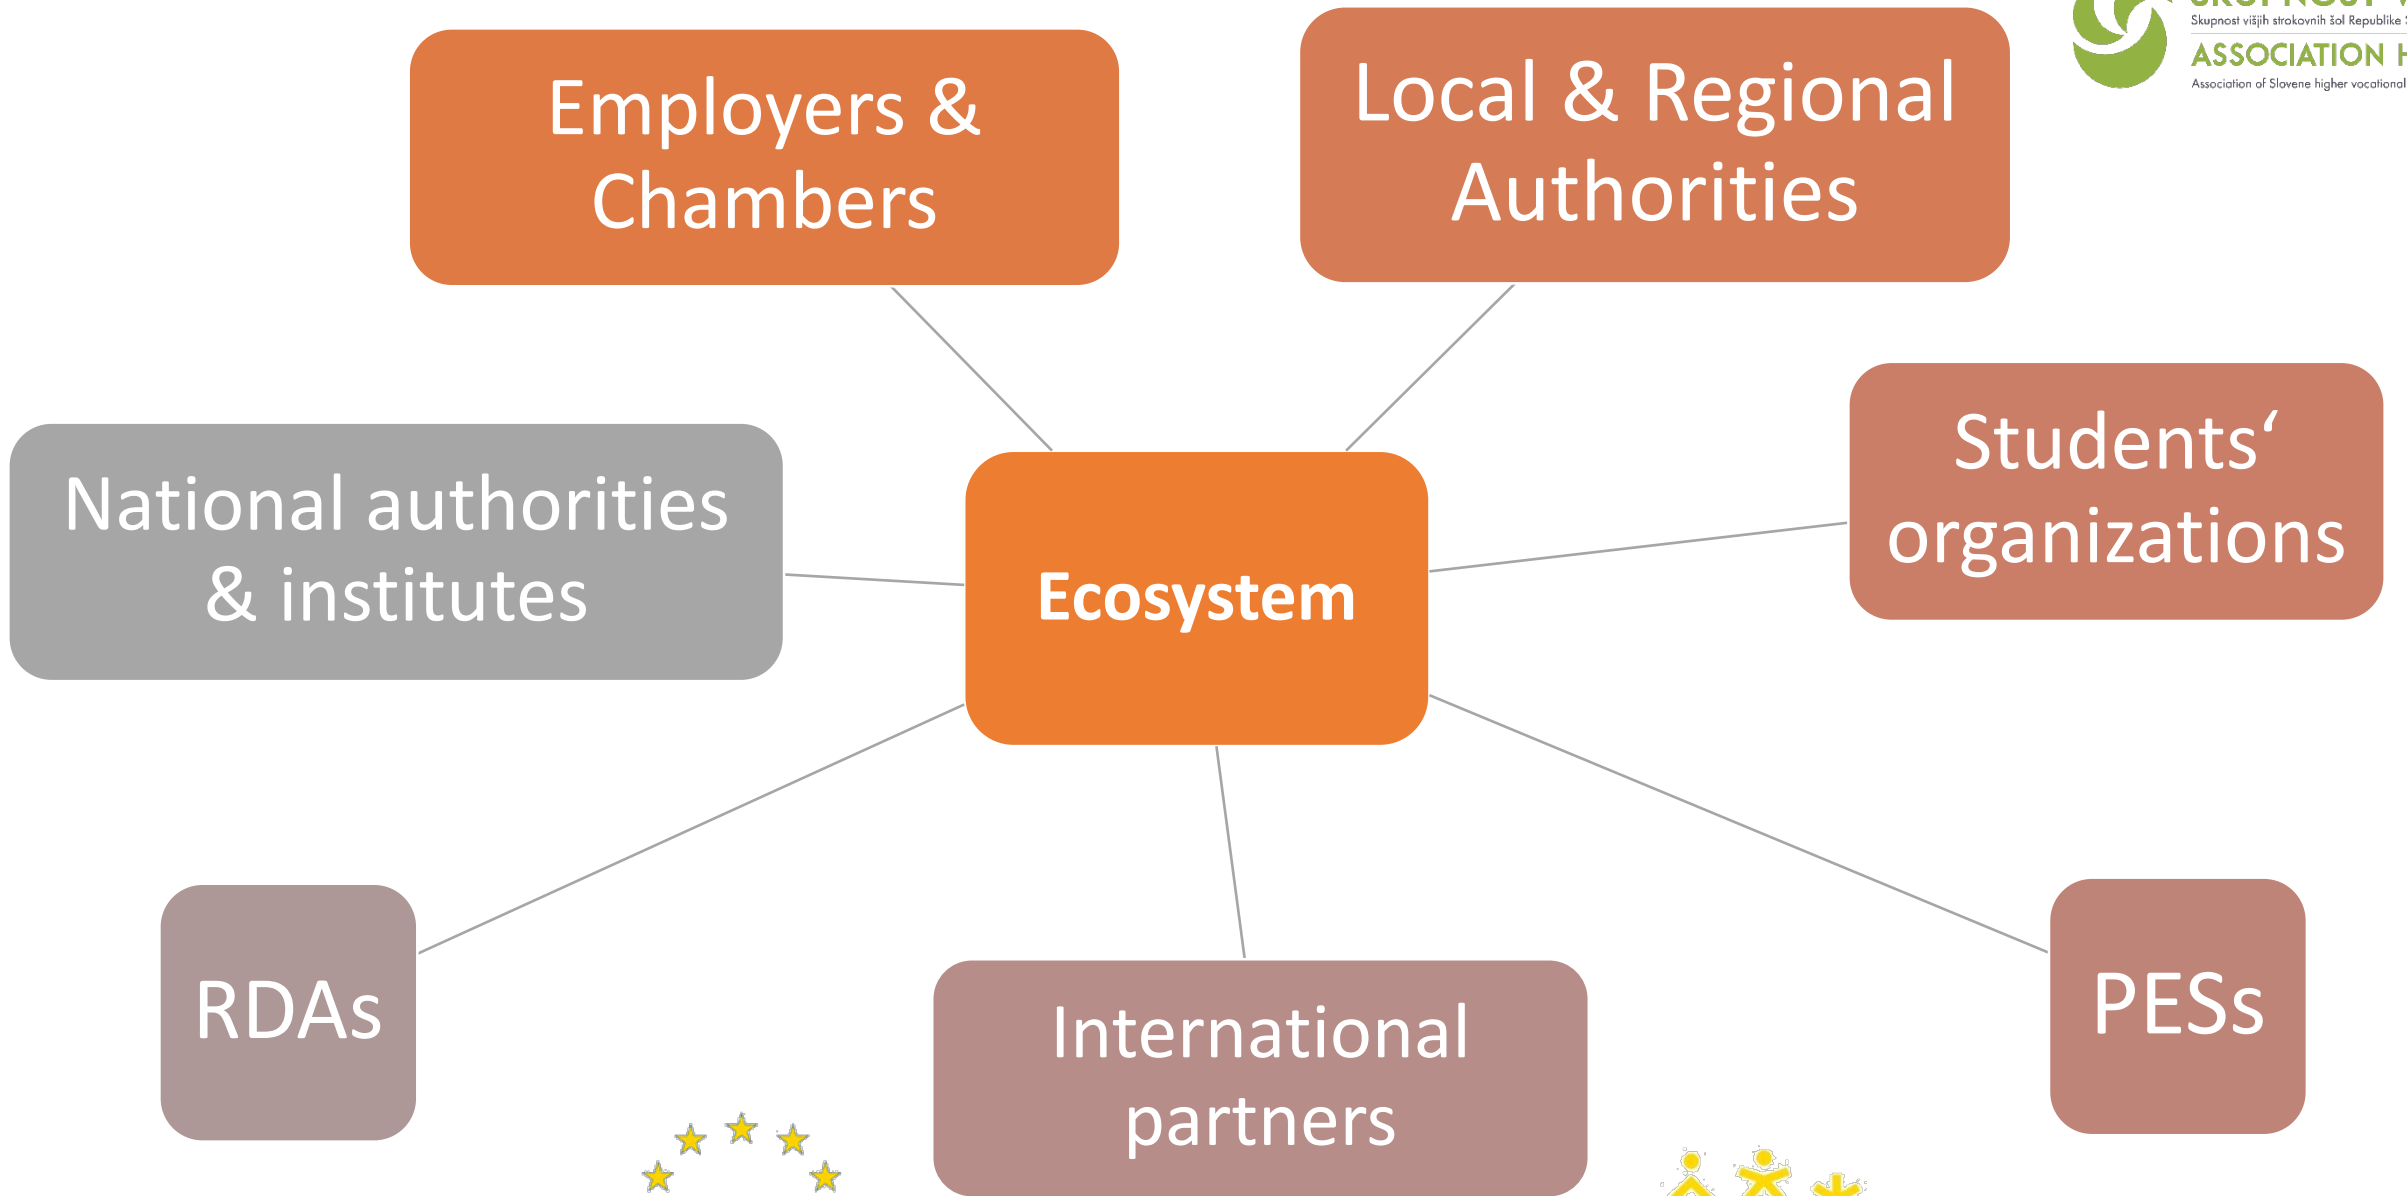 Skupnost višjih strokovnih šol Republike
ASSOCIATION
Association of Slovene higher vocational
Employers &
Chambers
Local & Regional
Authorities
Students‘
organizations
National authorities
& institutes
Ecosystem
RDAs
International
partners
PESs